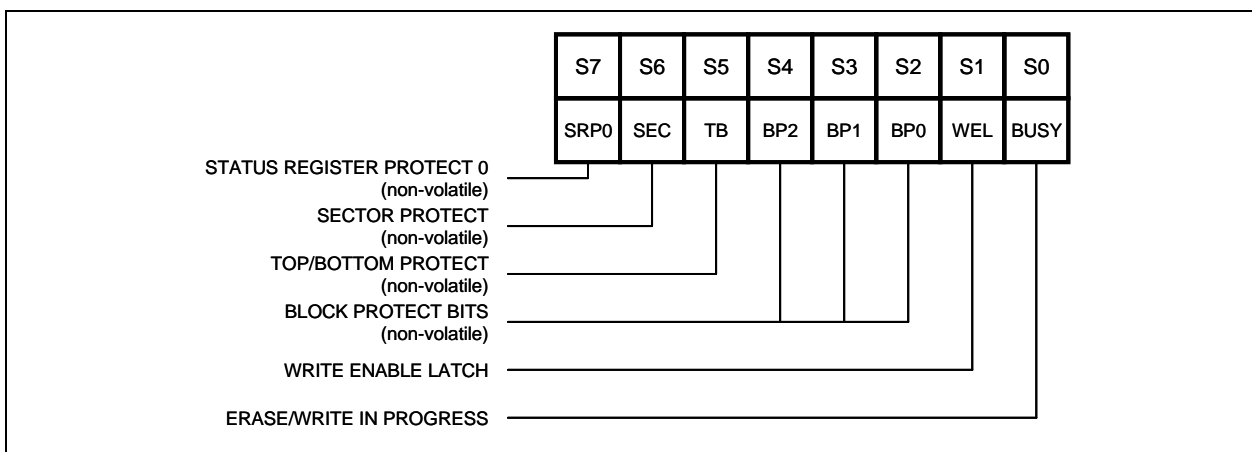 S7 S6 S5 S4 S3 S2 S1 S0
SRP0 SEC TB BP2 BP1 BP0 WEL BUSY
STATUS REGISTER PROTECT 0
(non-volatile)
SECTOR PROTECT
(non-volatile)
TOP/BOTTOM PROTECT
(non-volatile)
BLOCK PROTECT BITS
(non-volatile)
WRITE ENABLE LATCH
ERASE/WRITE IN PROGRESS